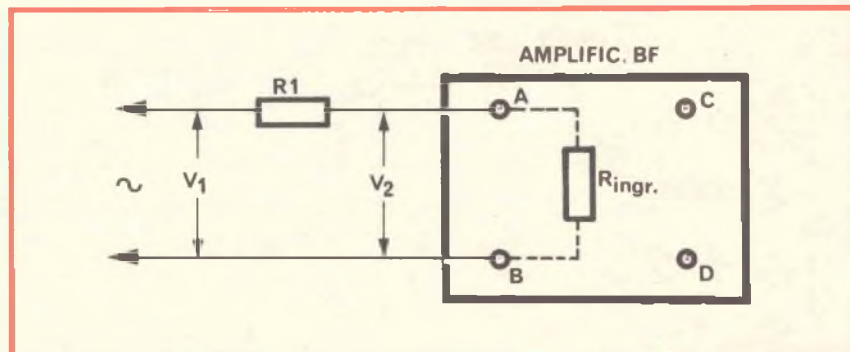 AMPLIFIC. BF
R1
A
C
V1
V2
Ringr.
~
B
D